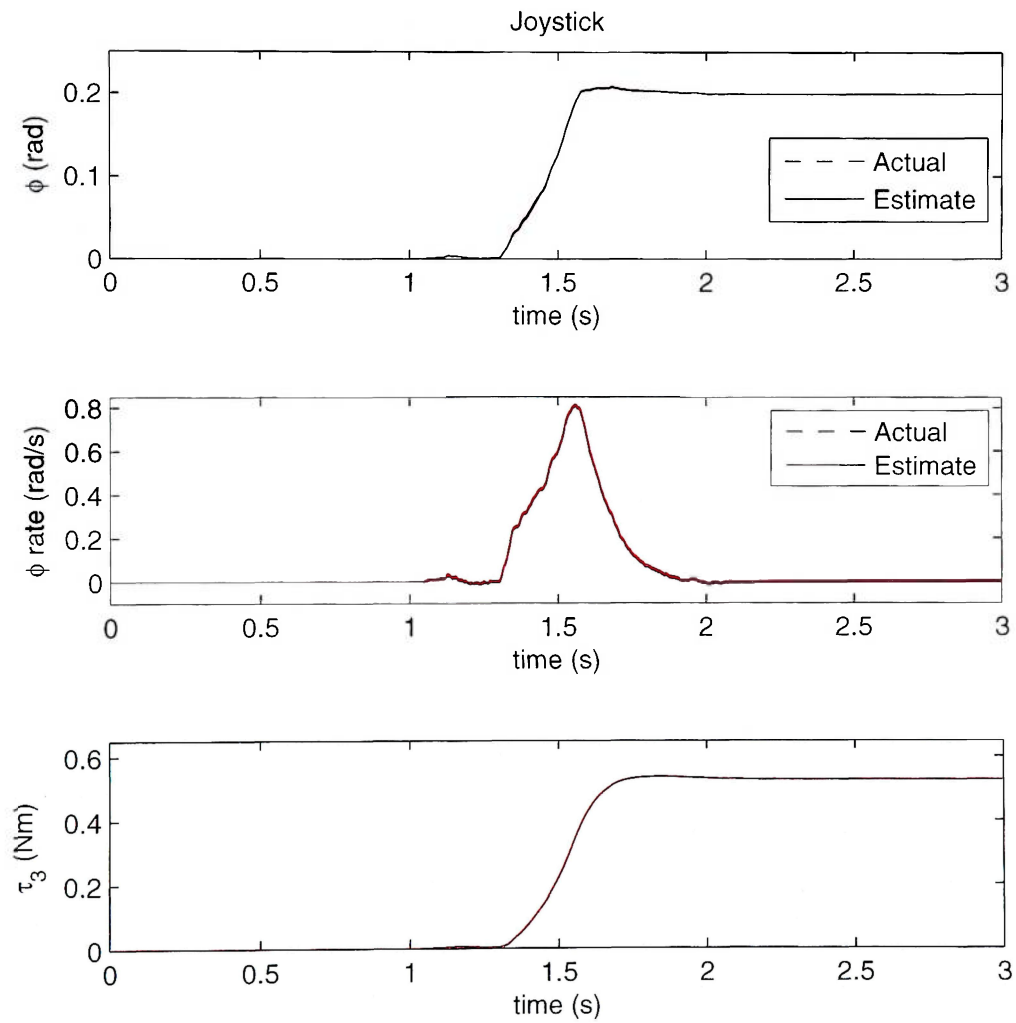 Joystick
ϕ (rad)
0.2
0.1
0
Actual
Estimate
0 0.5 1 1.5 2 2.5 3
time (s)
ϕ rate (rad/s)
0.8
0.6
0.4
0.2
0
Actual
Estimate
0 0.5 1 1.5 2 2.5 3
time (s)
τ3 (Nm)
0.6
0.4
0.2
0
0 0.5 1 1.5 2 2.5 3
time (s)